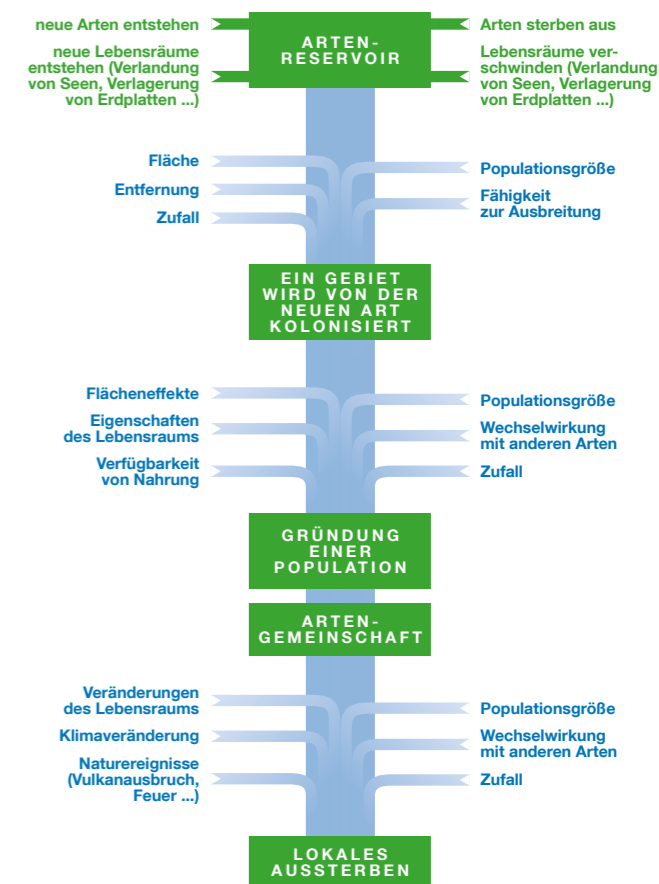 neue Arten entstehen
neue Lebensräume
entstehen (Verlandung
von Seen, Verlagerung
von Erdplatten ...)
ARTEN-
RESERVOIR
Arten sterben aus
Lebensräume ver-
schwinden (Verlandung
von Seen, Verlagerung
von Erdplatten ...)
Fläche
Entfernung
Zufall
Populationsgröße
Fähigkeit
zur Ausbreitung
EIN GEBIET
WIRD VON DER
NEUEN ART
KOLONISIERT
Flächeneffekte
Eigenschaften
des Lebensraums
Verfügbarkeit
von Nahrung
Populationsgröße
Wechselwirkung
mit anderen Arten
Zufall
GRÜNDUNG
EINER
POPULATION
ARTEN-
GEMEINSCHAFT
Veränderungen
des Lebensraums
Klimaveränderung
Naturereignisse
(Vulkanausbruch,
Feuer ...)
Populationsgröße
Wechselwirkung
mit anderen Arten
Zufall
LOKALES
AUSSTERBEN